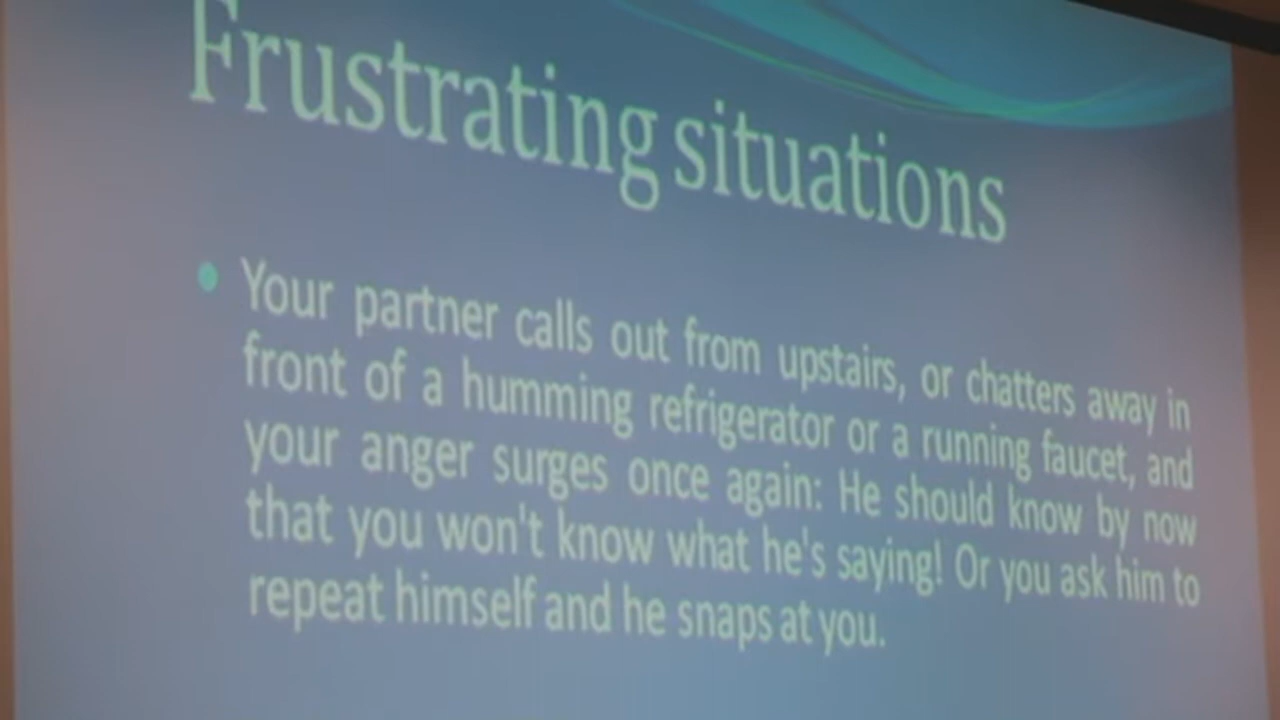 Frustrating situations
Your partner calls out from upstairs, or chatters away in
front of a humming refrigerator or a running faucet, and
your anger surges once again: He should know by now
that you won't know what he's saying! Or you ask him to
repeat himself and he snaps at you.